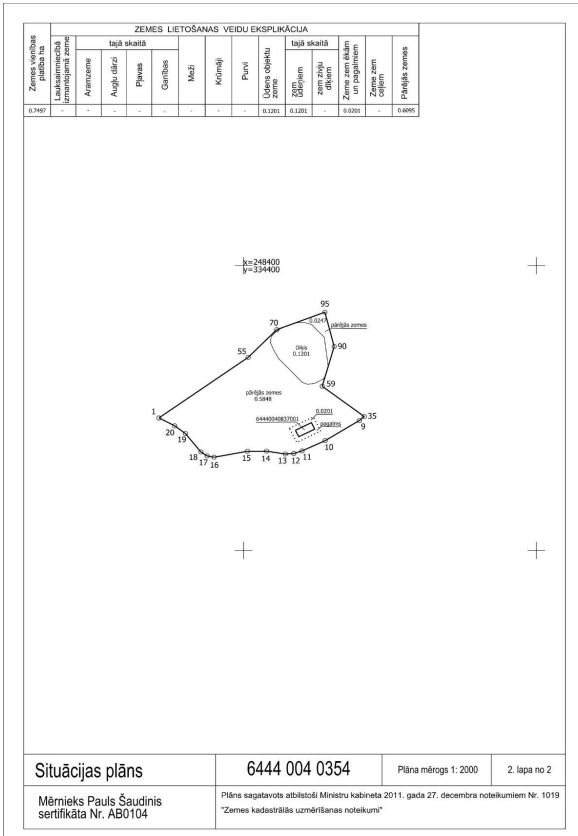 ZEMES LIETOŠANAS VEIDU EKSPLIKĀCIJA
Zemes vienības platība ha
Lauksaimniecībā izmantojamā zeme
tajā skaitā
Aramzeme
Augļu dārzi
Pļavas
Ganības
Meži
Krūmāji
Purvi
Ūdens objektu zeme
tajā skaitā
zem ūdeņiem
zem zivju dīķiem
Zeme zem ēkām un pagalmiem
Zeme zem ceļiem
Pārējās zemes
0.7497 - - - - - - - - 0.1201 0.1201 - 0.0201 - 0.6095
x=248400
y=334400
95
70
0.0247
pārējās zemes
90
Dīķis
0.1201
55
59
pārējās zemes
0.5848
1
0.0201
35
64440040837001
pagalms
9
20
19
10
18
17
16
15
14
13
12
11
Situācijas plāns
6444 004 0354
Plāna mērogs 1: 2000
2. lapa no 2
Mērnieks Pauls Šaudinis
sertifikāta Nr. AB0104
Plāns sagatavots atbilstoši Ministru kabineta 2011. gada 27. decembra noteikumiem Nr. 1019
"Zemes kadastrālās uzmērīšanas noteikumi"